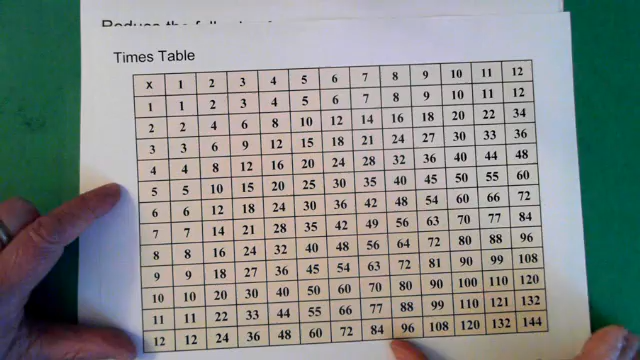 Times Table
X 1 2 3 4 5 6 7 8 9 10 11 12
1 1 2 3 4 5 6 7 8 9 10 11 12
2 2 4 6 8 10 12 14 16 18 20 22 34
3 3 6 9 12 15 18 21 24 27 30 33 36
4 4 8 12 16 20 24 28 32 36 40 44 48
5 5 10 15 20 25 30 35 40 45 50 55 60
6 6 12 18 24 30 36 42 48 54 60 66 72
7 7 14 21 28 35 42 49 56 63 70 77 84
8 8 16 24 32 40 48 56 64 72 80 88 96
9 9 18 27 36 45 54 63 72 81 90 99 108
10 10 20 30 40 50 60 70 80 90 100 110 120
11 11 22 33 44 55 66 77 88 99 110 121 132
12 12 24 36 48 60 72 84 96 108 120 132 144